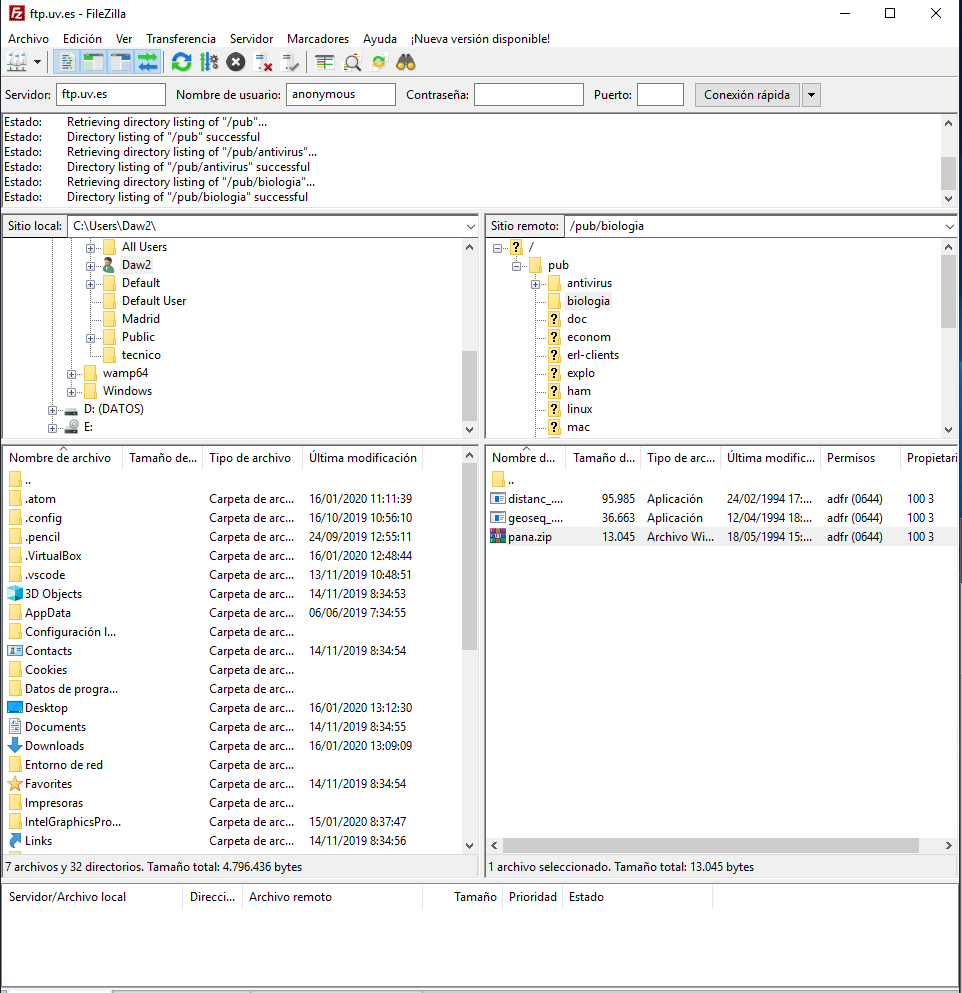 ftp.uv.es - FileZilla
Archivo Edición Ver Transferencia Servidor Marcadores Ayuda ¡Nueva versión disponible!
Servidor: ftp.uv.es Nombre de usuario: anonymous Contraseña: Puerto: Conexión rápida
Estado: Retrieving directory listing of "/pub"...
Estado: Directory listing of "/pub" successful
Estado: Retrieving directory listing of "/pub/antivirus"...
Estado: Directory listing of "/pub/antivirus" successful
Estado: Retrieving directory listing of "/pub/biologia"...
Estado: Directory listing of "/pub/biologia" successful
Sitio local: C:\Users\Daw2\
All Users
Daw2
Default
Default User
Madrid
Public
tecnico
wamp64
Windows
D: (DATOS)
E:
Sitio remoto: /pub/biologia
/
pub
antivirus
biologia
doc
econom
erl-clients
explo
ham
linux
mac
Nombre de archivo Tamaño de... Tipo de archivo Última modificación
..
.atom Carpeta de arc... 16/01/2020 11:11:39
.config Carpeta de arc... 16/10/2019 10:56:10
.pencil Carpeta de arc... 24/09/2019 12:55:11
.VirtualBox Carpeta de arc... 16/01/2020 12:48:44
.vscode Carpeta de arc... 13/11/2019 10:48:51
3D Objects Carpeta de arc... 14/11/2019 8:34:53
AppData Carpeta de arc... 06/06/2019 7:34:55
Configuración l... Carpeta de arc...
Contacts Carpeta de arc... 14/11/2019 8:34:54
Cookies Carpeta de arc...
Datos de progra... Carpeta de arc...
Desktop Carpeta de arc... 16/01/2020 13:12:30
Documents Carpeta de arc... 14/11/2019 8:34:55
Downloads Carpeta de arc... 16/01/2020 13:09:09
Entorno de red Carpeta de arc...
Favorites Carpeta de arc... 14/11/2019 8:34:54
Impresoras Carpeta de arc...
IntelGraphicsPro... Carpeta de arc... 15/01/2020 8:37:47
Links Carpeta de arc... 14/11/2019 8:34:56
7 archivos y 32 directorios. Tamaño total: 4.796.436 bytes
Nombre d... Tamaño d... Tipo de arc... Última modific... Permisos Propietari
..
distanc_.... 95.985 Aplicación 24/02/1994 17:... adfr (0644) 100 3
geoseq_.... 36.663 Aplicación 12/04/1994 18:... adfr (0644) 100 3
pana.zip 13.045 Archivo Wi... 18/05/1994 15:... adfr (0644) 100 3
1 archivo seleccionado. Tamaño total: 13.045 bytes
Servidor/Archivo local Direcci... Archivo remoto Tamaño Prioridad Estado